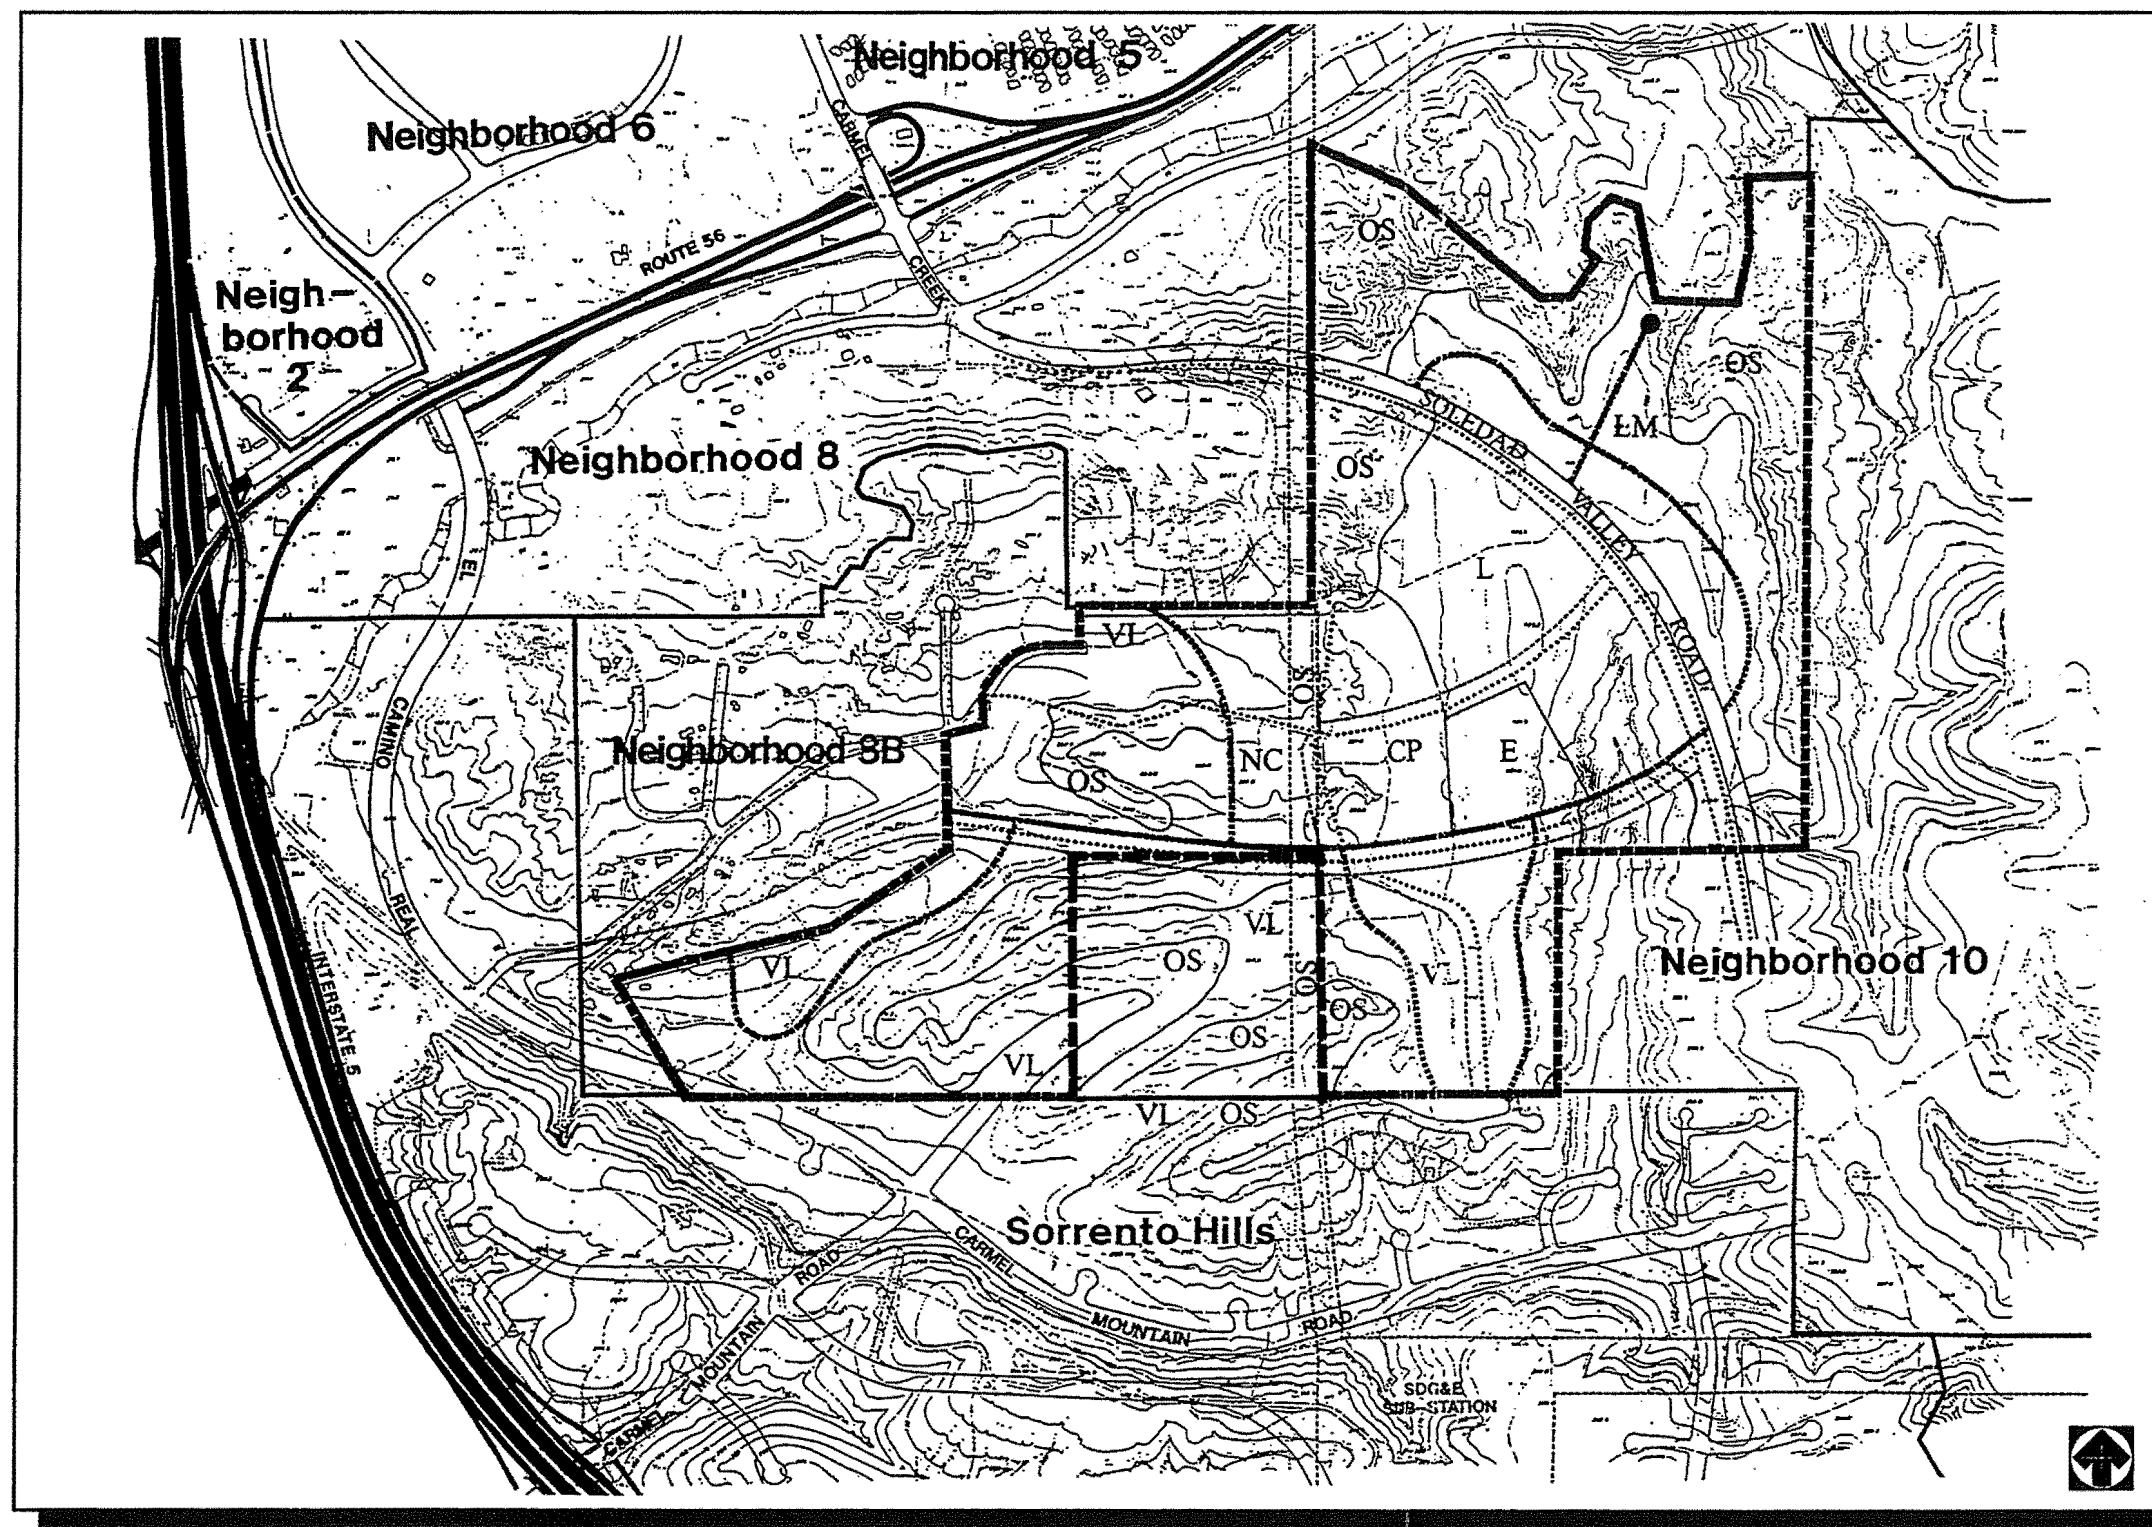 Neighborhood 5
Neighborhood 6
CARMEL
CREEK
ROUTE 56
Neigh-
borhood
2
OS
OS
SOLEDAD
VALLEY
ROAD
LM
Neighborhood 8
OS
EL
CAMINO
REAL
L
VL
OS
Neighborhood 8B
OS
NC
CP
E
VL
OS
VL
OS
OS
VL
OS
VL
Neighborhood 10
INTERSTATE 5
VL
OS
Sorrento Hills
CARMEL
MOUNTAIN
ROAD
ROAD
MOUNTAIN
CARMEL
SDG&E
SUB-STATION